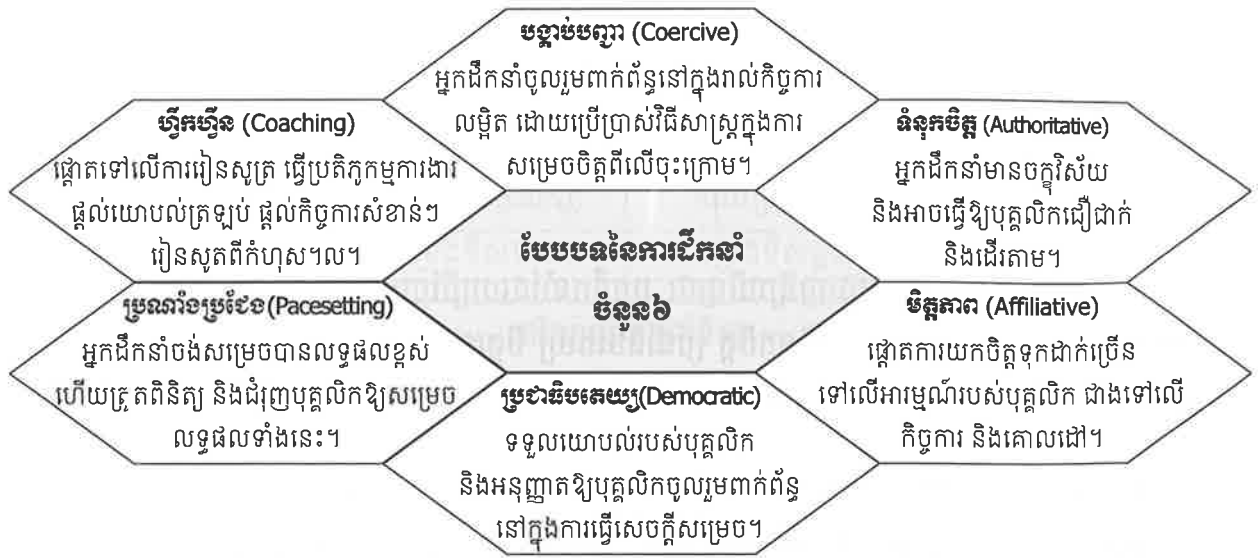 បង្គាប់បញ្ជា (Coercive)
អ្នកដឹកនាំចូលរួមពាក់ព័ន្ធនៅក្នុងរាល់កិច្ចការ
លម្អិត ដោយប្រើប្រាស់វិធីសាស្ត្រក្នុងការ
សម្រេចចិត្តពីលើចុះក្រោម។
ហ្វឹកហ្វឺន (Coaching)
ផ្តោតទៅលើការរៀនសូត្រ ធ្វើប្រតិភូកម្មការងារ
ផ្តល់យោបល់ត្រឡប់ ផ្តល់កិច្ចការសំខាន់ៗ
រៀនសូតពីកំហុស។ល។
ទំនុកចិត្ត (Authoritative)
អ្នកដឹកនាំមានចក្ខុវិស័យ
និងអាចធ្វើឱ្យបុគ្គលិកជឿជាក់
និងដើរតាម។
បែបបទនៃការដឹកនាំ
ចំនួន៦
ប្រណាំងប្រជែង(Pacesetting)
អ្នកដឹកនាំចង់សម្រេចបានលទ្ធផលខ្ពស់
ហើយត្រួតពិនិត្យ និងជំរុញបុគ្គលិកឱ្យសម្រេច
លទ្ធផលទាំងនេះ។
មិត្តភាព (Affiliative)
ផ្តោតការយកចិត្តទុកដាក់ច្រើន
ទៅលើអារម្មណ៍របស់បុគ្គលិក ជាងទៅលើ
កិច្ចការ និងគោលដៅ។
ប្រជាធិបតេយ្យ(Democratic)
ទទួលយោបល់របស់បុគ្គលិក
និងអនុញ្ញាតឱ្យបុគ្គលិកចូលរួមពាក់ព័ន្ធ
នៅក្នុងការធ្វើសេចក្តីសម្រេច។